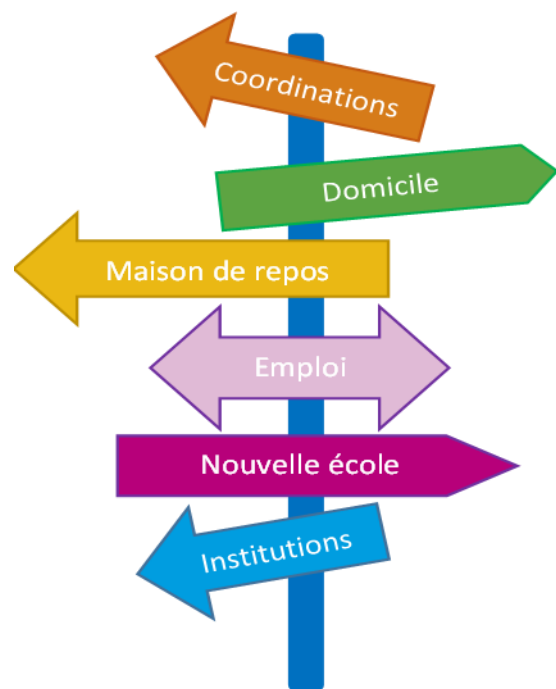 Coordinations
Domicile
Maison de repos
Emploi
Nouvelle école
Institutions